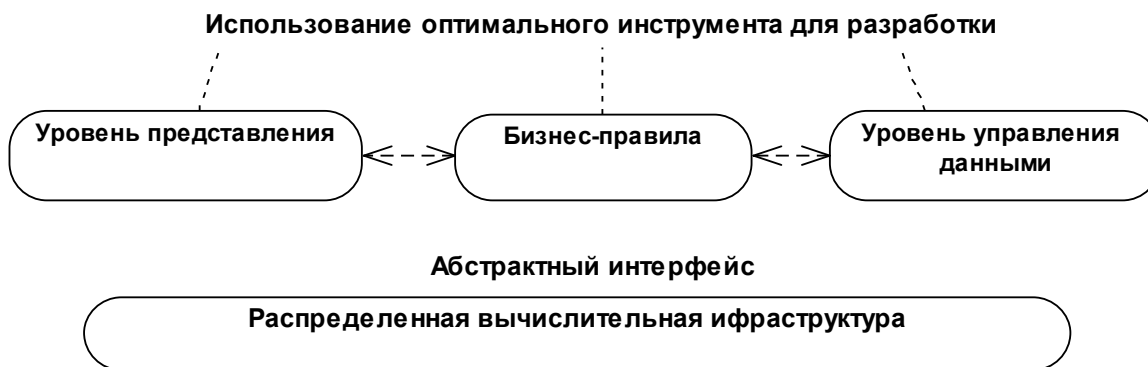 Использование оптимального инструмента для разработки
Уровень представления
Бизнес-правила
Уровень управления
данными
Абстрактный интерфейс
Распределенная вычислительная ифраструктура